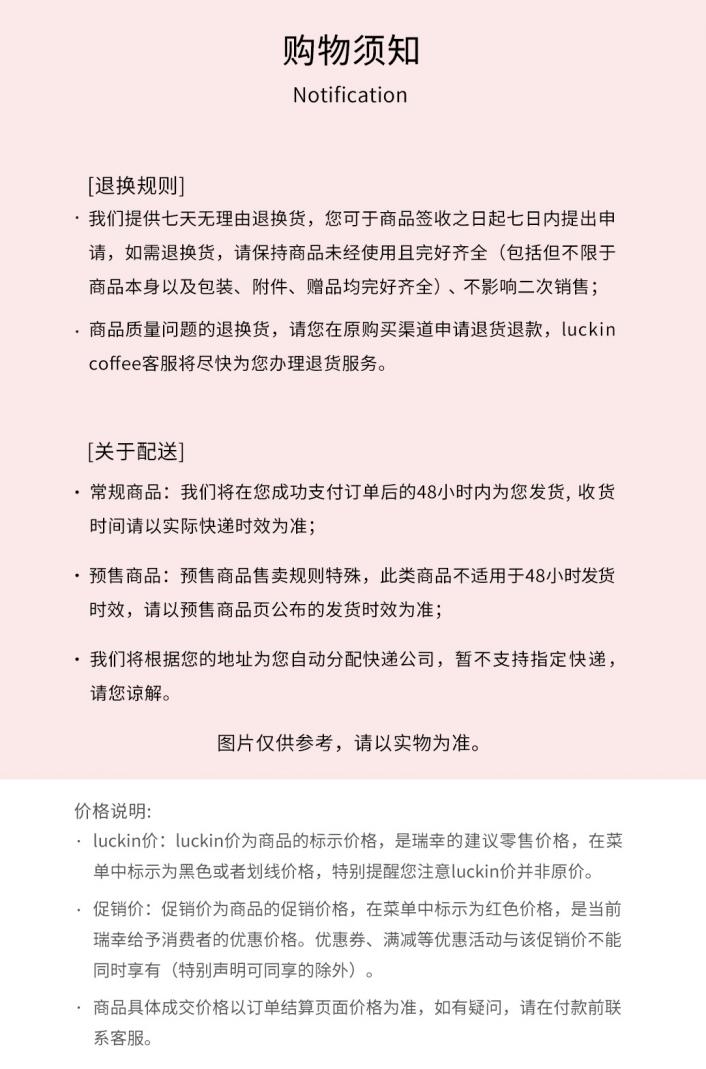 购物须知
Notification
[退换规则]
· 我们提供七天无理由退换货，您可于商品签收之日起七日内提出申
请，如需退换货，请保持商品未经使用且完好齐全（包括但不限于
商品本身以及包装、附件、赠品均完好齐全）、不影响二次销售；
· 商品质量问题的退换货，请您在原购买渠道申请退货退款，luckin
coffee客服将尽快为您办理退货服务。
[关于配送]
· 常规商品：我们将在您成功支付订单后的48小时内为您发货, 收货
时间请以实际快递时效为准；
· 预售商品：预售商品售卖规则特殊，此类商品不适用于48小时发货
时效，请以预售商品页公布的发货时效为准；
· 我们将根据您的地址为您自动分配快递公司，暂不支持指定快递，
请您谅解。
图片仅供参考，请以实物为准。
价格说明:
· luckin价：luckin价为商品的标示价格，是瑞幸的建议零售价格，在菜
单中标示为黑色或者划线价格，特别提醒您注意luckin价并非原价。
· 促销价：促销价为商品的促销价格，在菜单中标示为红色价格，是当前
瑞幸给予消费者的优惠价格。优惠券、满减等优惠活动与该促销价不能
同时享有（特别声明可同享的除外）。
· 商品具体成交价格以订单结算页面价格为准，如有疑问，请在付款前联
系客服。